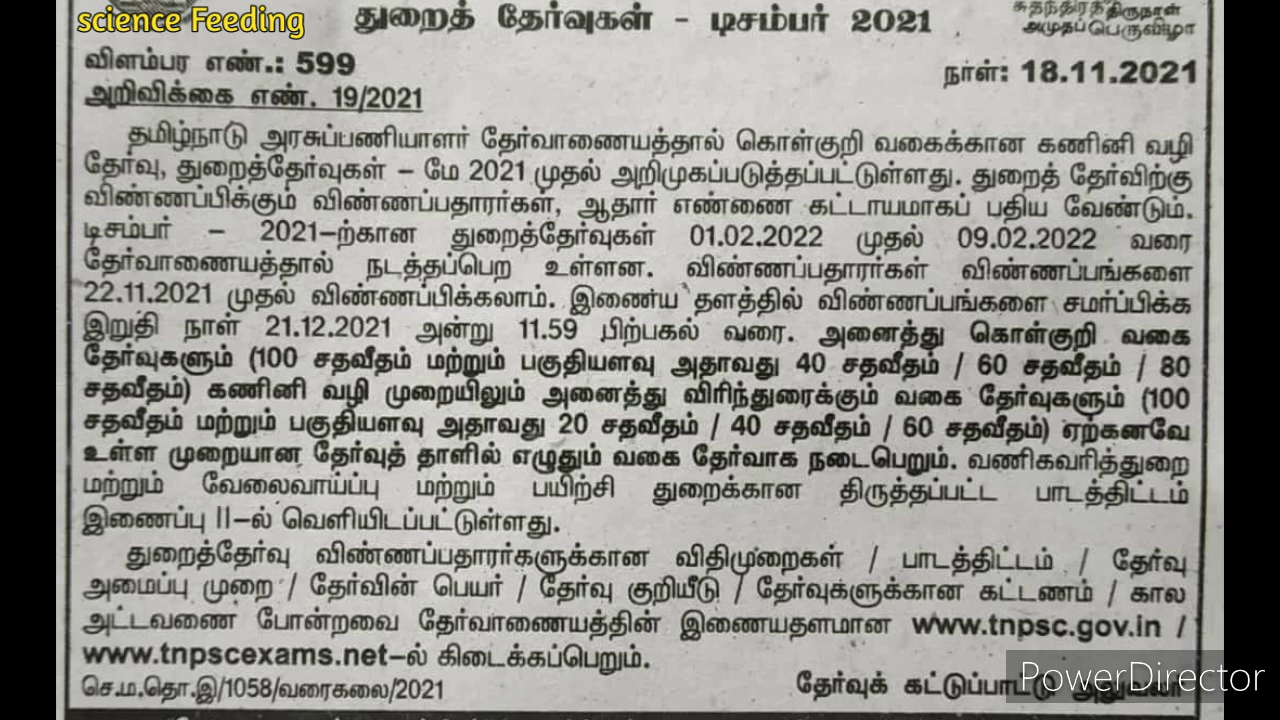 science Feeding
துறைத் தேர்வுகள் - டிசம்பர் 2021
சுதந்திரத் திருநாள்
அமுதப் பெருவிழா
விளம்பர எண்.: 599
நாள்: 18.11.2021
அறிவிக்கை எண். 19/2021
தமிழ்நாடு அரசுப்பணியாளர் தேர்வாணையத்தால் கொள்குறி வகைக்கான கணினி வழி
தேர்வு, துறைத்தேர்வுகள் – மே 2021 முதல் அறிமுகப்படுத்தப்பட்டுள்ளது. துறைத் தேர்விற்கு
விண்ணப்பிக்கும் விண்ணப்பதாரர்கள், ஆதார் எண்ணை கட்டாயமாகப் பதிய வேண்டும்.
டிசம்பர் – 2021–ற்கான துறைத்தேர்வுகள் 01.02.2022 முதல் 09.02.2022 வரை
தேர்வாணையத்தால் நடத்தப்பெற உள்ளன. விண்ணப்பதாரர்கள் விண்ணப்பங்களை
22.11.2021 முதல் விண்ணப்பிக்கலாம். இணைய தளத்தில் விண்ணப்பங்களை சமர்ப்பிக்க
இறுதி நாள் 21.12.2021 அன்று 11.59 பிற்பகல் வரை. அனைத்து கொள்குறி வகை
தேர்வுகளும் (100 சதவீதம் மற்றும் பகுதியளவு அதாவது 40 சதவீதம் / 60 சதவீதம் / 80
சதவீதம்) கணினி வழி முறையிலும் அனைத்து விரிந்துரைக்கும் வகை தேர்வுகளும் (100
சதவீதம் மற்றும் பகுதியளவு அதாவது 20 சதவீதம் / 40 சதவீதம் / 60 சதவீதம்) ஏற்கனவே
உள்ள முறையான தேர்வுத் தாளில் எழுதும் வகை தேர்வாக நடைபெறும். வணிகவரித்துறை
மற்றும் வேலைவாய்ப்பு மற்றும் பயிற்சி துறைக்கான திருத்தப்பட்ட பாடத்திட்டம்
இணைப்பு II–ல் வெளியிடப்பட்டுள்ளது.
துறைத்தேர்வு விண்ணப்பதாரர்களுக்கான விதிமுறைகள் / பாடத்திட்டம் / தேர்வு
அமைப்பு முறை / தேர்வின் பெயர் / தேர்வு குறியீடு / தேர்வுகளுக்கான கட்டணம் / கால
அட்டவணை போன்றவை தேர்வாணையத்தின் இணையதளமான www.tnpsc.gov.in /
www.tnpscexams.net–ல் கிடைக்கப்பெறும்.
செ.ம.தொ.இ/1058/வரைகலை/2021
தேர்வுக் கட்டுப்பாட்டு
PowerDirector